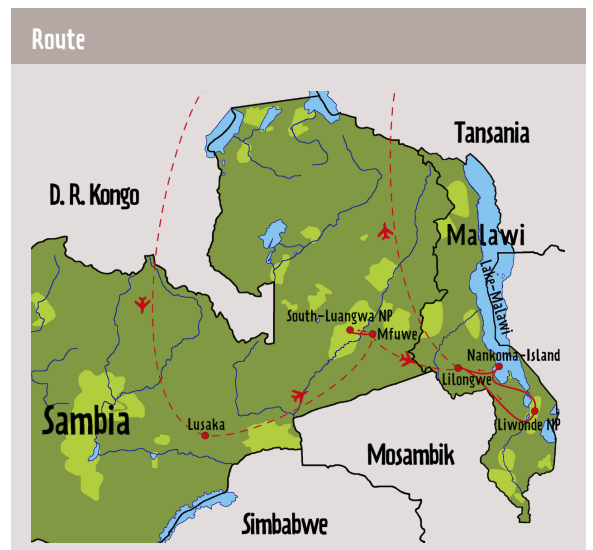 Route
Tansania
D. R. Kongo
Malawi
Lake-Malawi
South-Luangwa NP
Mfuwe
Nankoma-Island
Lilongwe
Sambia
Lusaka
Liwonde NP
Mosambik
Simbabwe